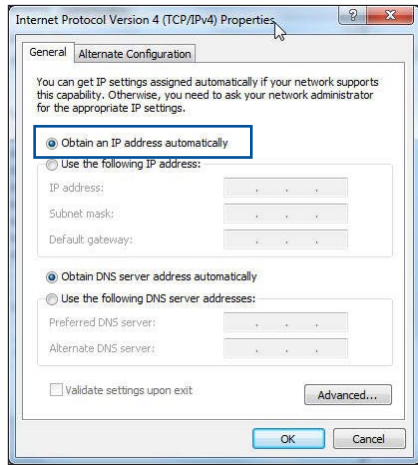 Internet Protocol Version 4 (TCP/IPv4) Properties
General
Alternate Configuration
You can get IP settings assigned automatically if your network supports
this capability. Otherwise, you need to ask your network administrator
for the appropriate IP settings.
Obtain an IP address automatically
Use the following IP address:
IP address:
Subnet mask:
Default gateway:
Obtain DNS server address automatically
Use the following DNS server addresses:
Preferred DNS server:
Alternate DNS server:
Validate settings upon exit
Advanced...
OK
Cancel